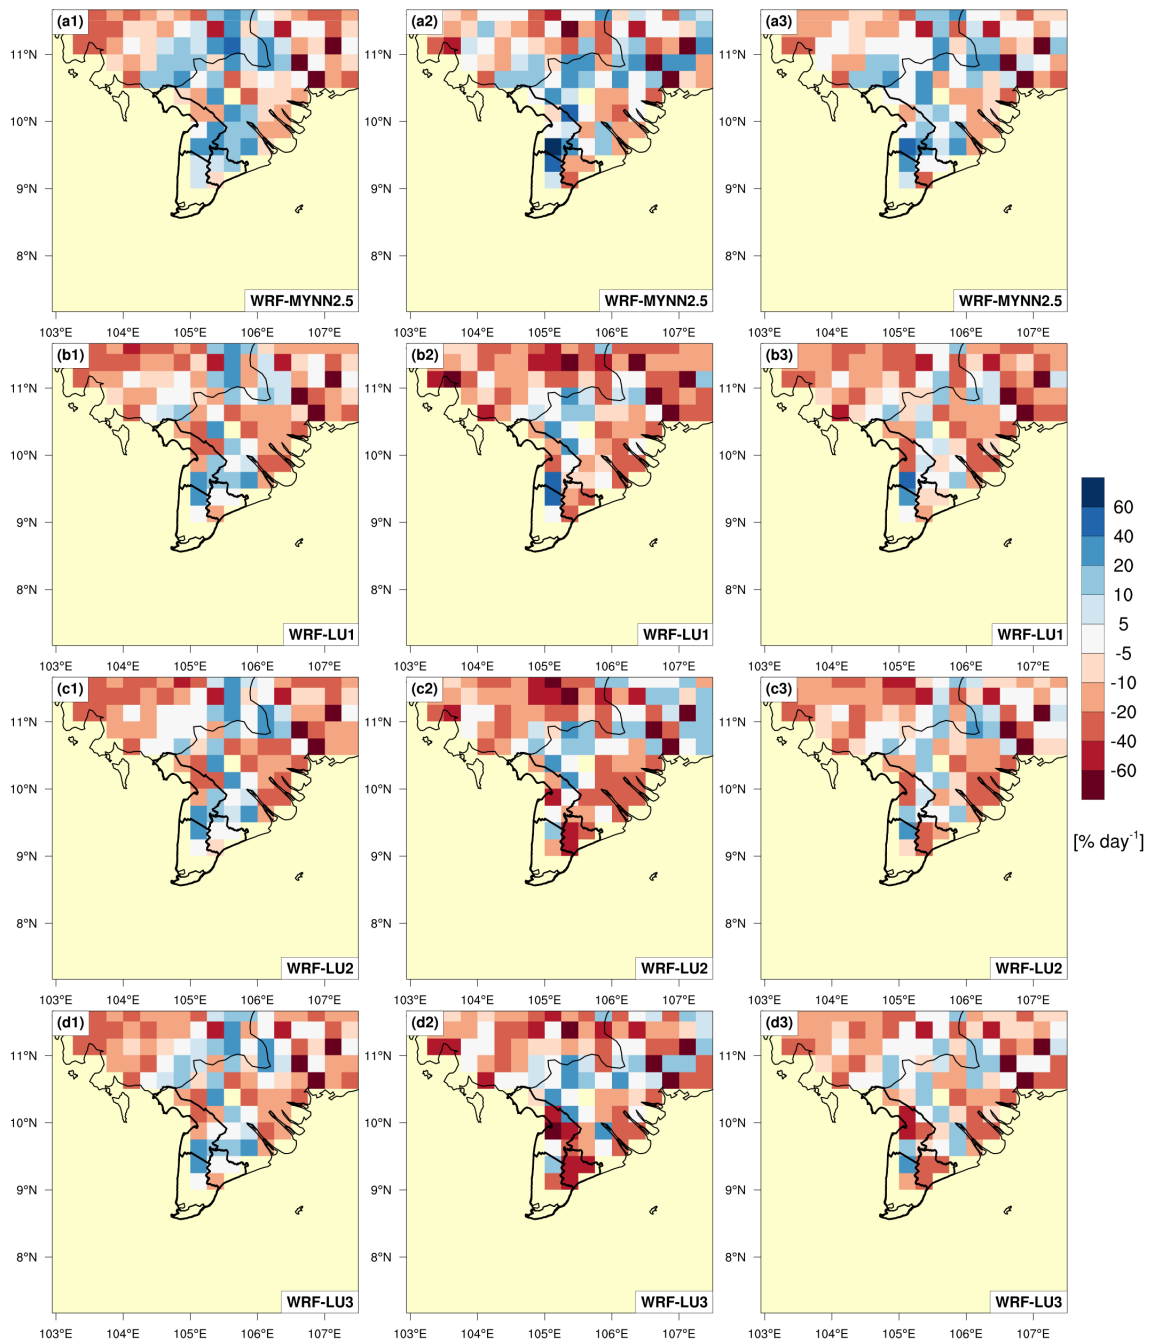 (a1) (a2) (a3)
11°N 11°N 11°N
10°N 10°N 10°N
9°N 9°N 9°N
8°N 8°N 8°N
WRF-MYNN2.5 WRF-MYNN2.5 WRF-MYNN2.5
103°E 104°E 105°E 106°E 107°E 103°E 104°E 105°E 106°E 107°E 103°E 104°E 105°E 106°E 107°E
(b1) (b2) (b3)
11°N 11°N 11°N
10°N 10°N 10°N
9°N 9°N 9°N
8°N 8°N 8°N
WRF-LU1 WRF-LU1 WRF-LU1
103°E 104°E 105°E 106°E 107°E 103°E 104°E 105°E 106°E 107°E 103°E 104°E 105°E 106°E 107°E
(c1) (c2) (c3)
11°N 11°N 11°N
10°N 10°N 10°N
9°N 9°N 9°N
8°N 8°N 8°N
WRF-LU2 WRF-LU2 WRF-LU2
103°E 104°E 105°E 106°E 107°E 103°E 104°E 105°E 106°E 107°E 103°E 104°E 105°E 106°E 107°E
(d1) (d2) (d3)
11°N 11°N 11°N
10°N 10°N 10°N
9°N 9°N 9°N
8°N 8°N 8°N
WRF-LU3 WRF-LU3 WRF-LU3
103°E 104°E 105°E 106°E 107°E 103°E 104°E 105°E 106°E 107°E 103°E 104°E 105°E 106°E 107°E
60
40
20
10
5
-5
-10
-20
-40
-60
[% day⁻¹]